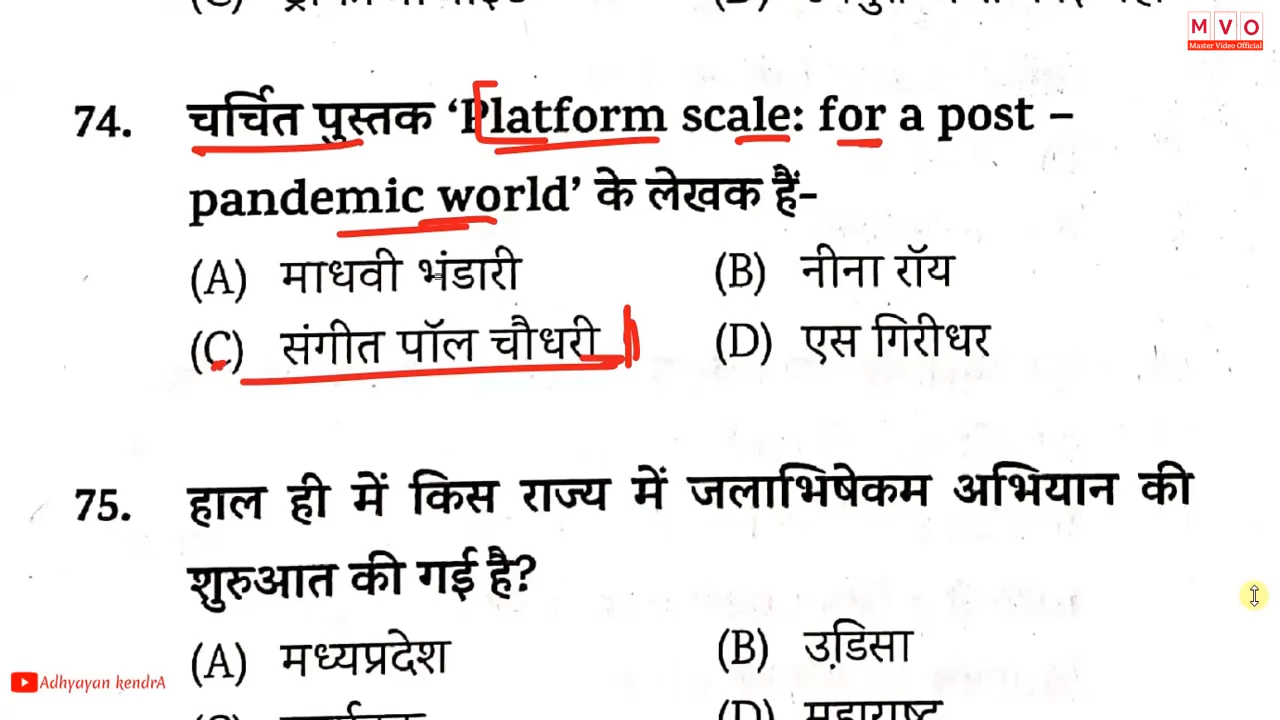 M V O
Master Video Official
74. चर्चित पुस्तक ‘Platform scale: for a post –
pandemic world’ के लेखक हैं-
(A) माधवी भंडारी (B) नीना रॉय
(C) संगीत पॉल चौधरी (D) एस गिरीधर
75. हाल ही में किस राज्य में जलाभिषेकम अभियान की
शुरुआत की गई है?
(A) मध्यप्रदेश (B) उडि़सा
(D) महाराष्ट्र
Adhyayan kendrA